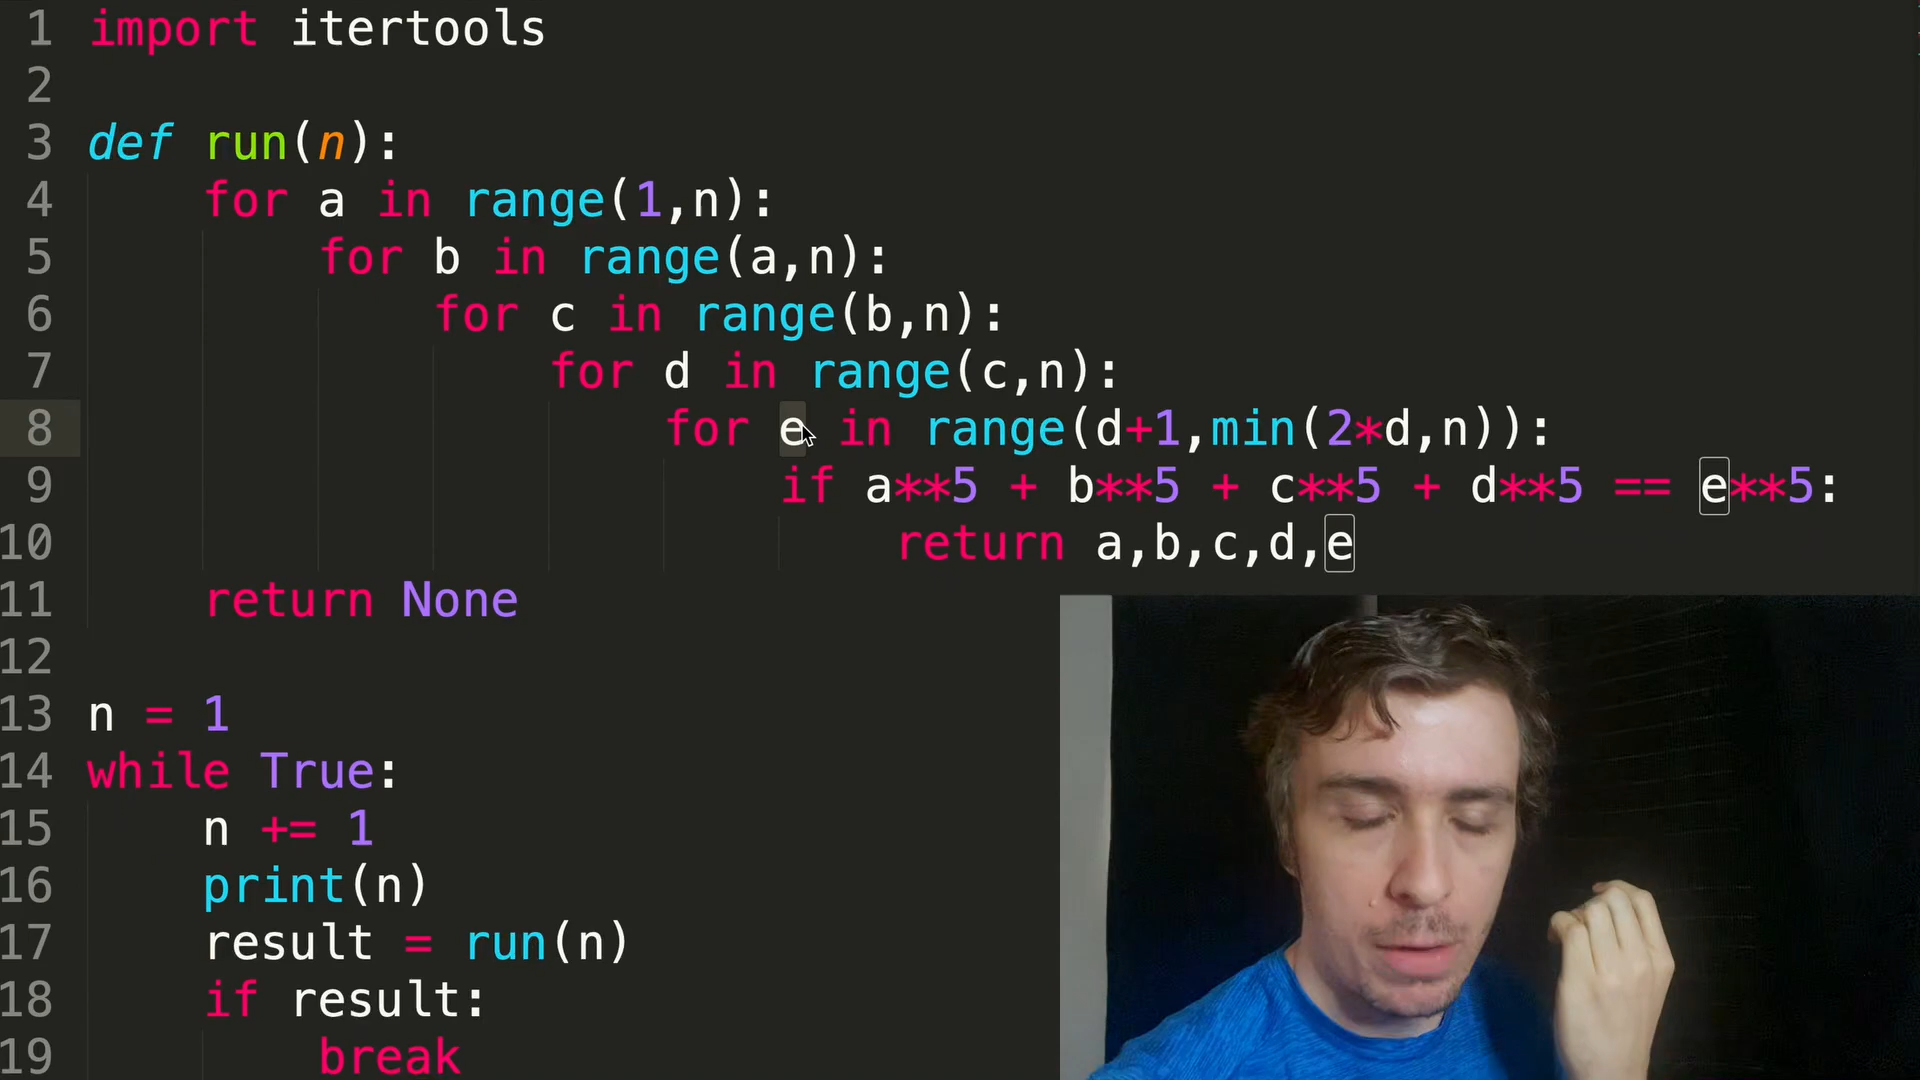 1 import itertools
2
3 def run(n):
4 for a in range(1,n):
5 for b in range(a,n):
6 for c in range(b,n):
7 for d in range(c,n):
8 for e in range(d+1,min(2*d,n)):
9 if a**5 + b**5 + c**5 + d**5 == e**5:
10 return a,b,c,d,e
11 return None
12
13 n = 1
14 while True:
15 n += 1
16 print(n)
17 result = run(n)
18 if result:
19 break